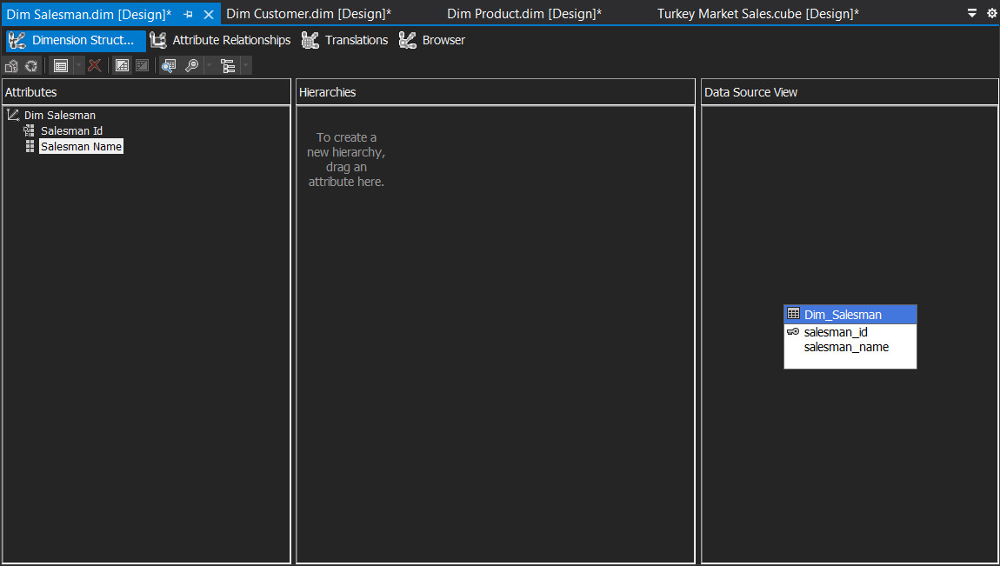 Dim Salesman.dim [Design]*
Dim Customer.dim [Design]*
Dim Product.dim [Design]*
Turkey Market Sales.cube [Design]*
Dimension Struct...
Attribute Relationships
Translations
Browser
Attributes
Dim Salesman
Salesman Id
Salesman Name
Hierarchies
To create a
new hierarchy,
drag an
attribute here.
Data Source View
Dim_Salesman
salesman_id
salesman_name